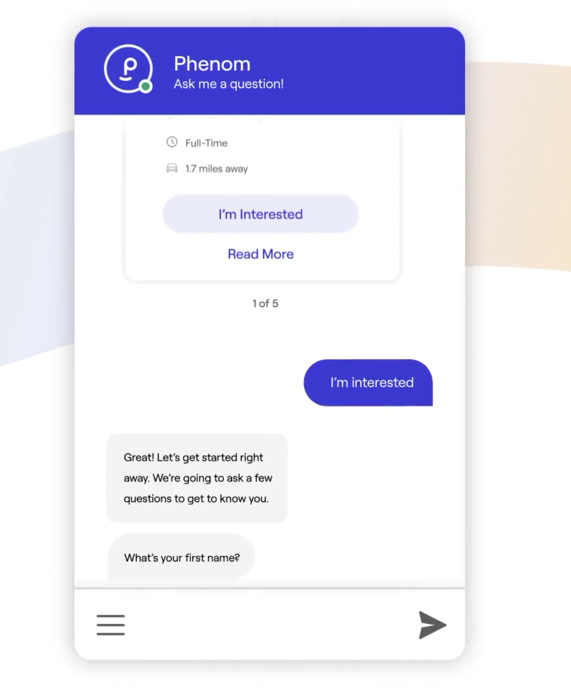 Phenom
Ask me a question!
Full-Time
1.7 miles away
I'm Interested
Read More
1 of 5
I'm interested
Great! Let's get started right
away. We're going to ask a few
questions to get to know you.
What's your first name?